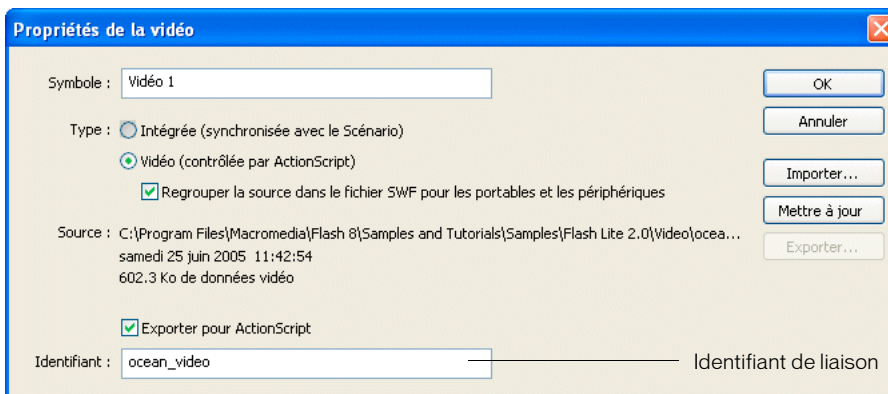 Propriétés de la vidéo
Symbole : Vidéo 1
OK
Annuler
Type : Intégrée (synchronisée avec le Scénario)
Vidéo (contrôlée par ActionScript)
Regrouper la source dans le fichier SWF pour les portables et les périphériques
Importer...
Mettre à jour
Exporter...
Source : C:\Program Files\Macromedia\Flash 8\Samples and Tutorials\Samples\Flash Lite 2.0\Video\ocea...
samedi 25 juin 2005 11:42:54
602.3 Ko de données vidéo
Exporter pour ActionScript
Identifiant : ocean_video
Identifiant de liaison